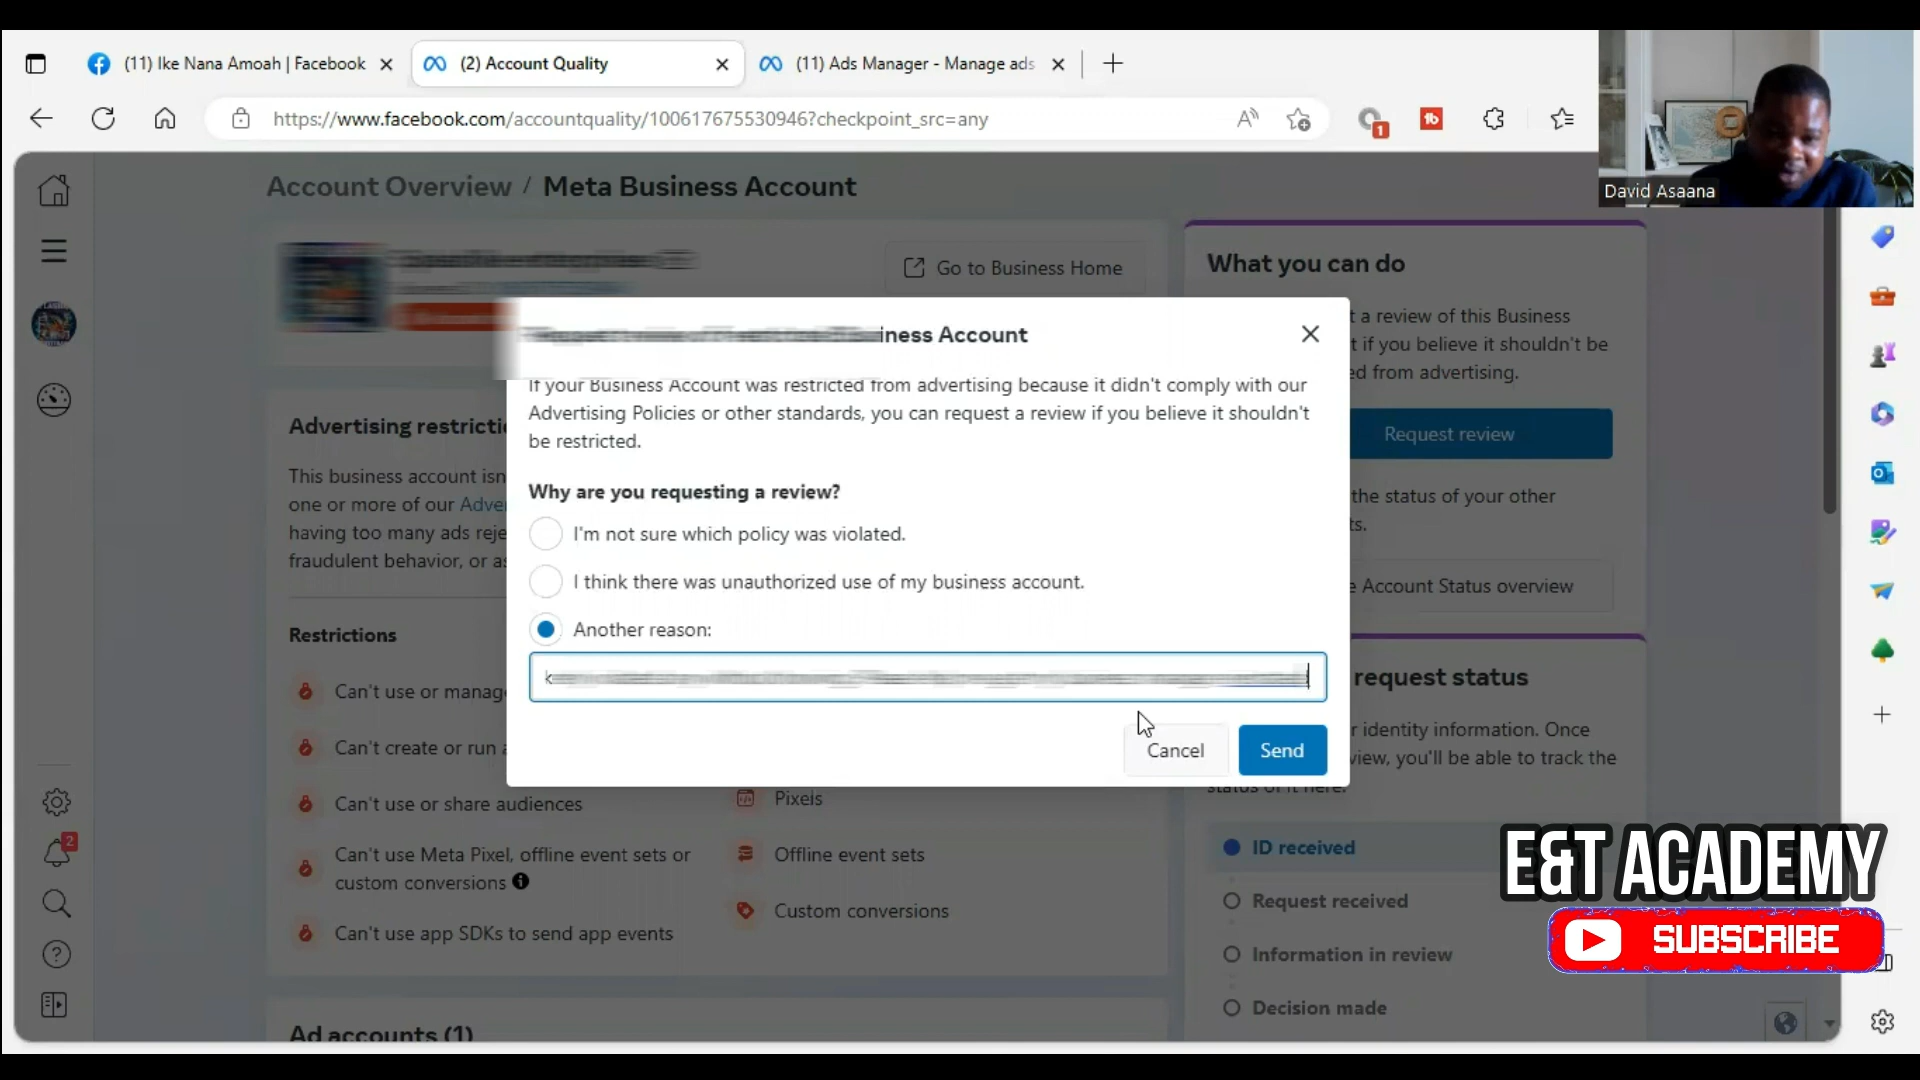 (11) Ike Nana Amoah | Facebook
(2) Account Quality
(11) Ads Manager - Manage ads
https://www.facebook.com/accountquality/100617675530946?checkpoint_src=any
1
David Asaana
Account Overview / Meta Business Account
Go to Business Home
What you can do
t a review of this Business
t if you believe it shouldn't be
ed from advertising.
Request review
the status of your other
ts.
e Account Status overview
iness Account
If your Business Account was restricted from advertising because it didn't comply with our
Advertising Policies or other standards, you can request a review if you believe it shouldn't
be restricted.
Why are you requesting a review?
I'm not sure which policy was violated.
I think there was unauthorized use of my business account.
Another reason:
Cancel
Send
Advertising restricti
This business account isn
one or more of our Adve
having too many ads reje
fraudulent behavior, or a
Restrictions
Can't use or manag
Can't create or run a
Can't use or share audiences
Can't use Meta Pixel, offline event sets or
custom conversions
Can't use app SDKs to send app events
Pixels
Offline event sets
Custom conversions
Ad accounts (1)
request status
r identity information. Once
view, you'll be able to track the
status of it here.
ID received
Request received
Information in review
Decision made
2
E&T ACADEMY
SUBSCRIBE